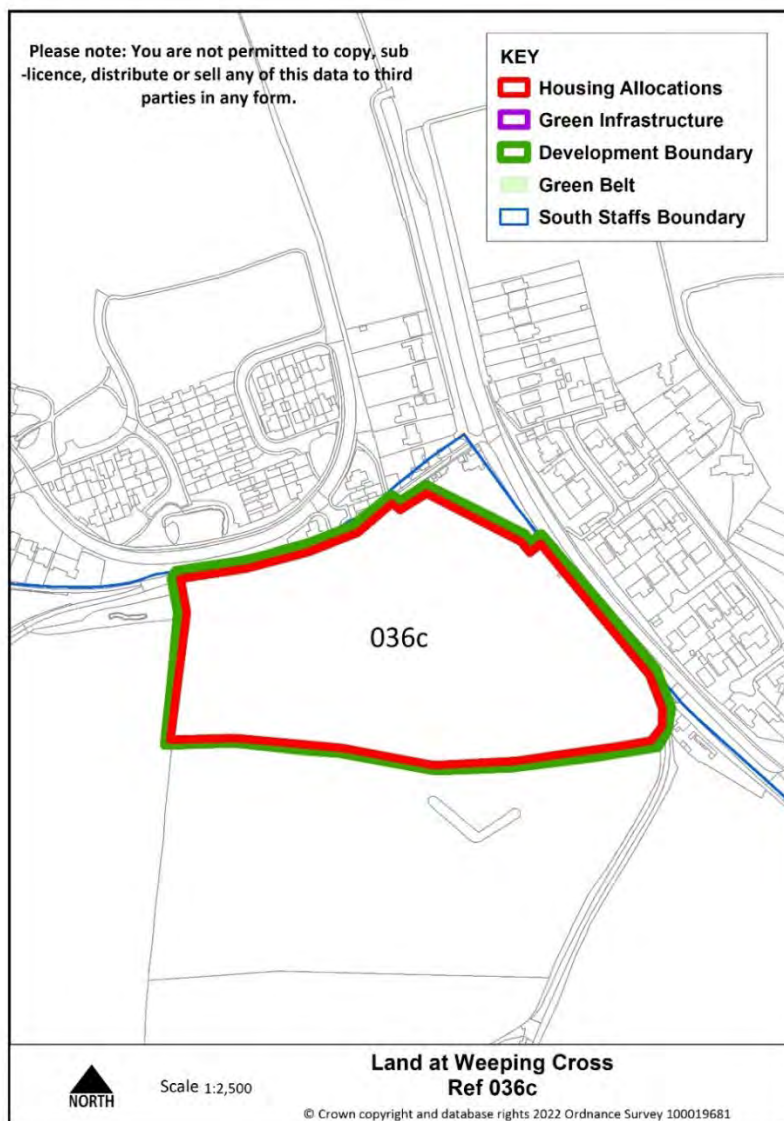 Please note: You are not permitted to copy, sub
-licence, distribute or sell any of this data to third
parties in any form.
KEY
Housing Allocations
Green Infrastructure
Development Boundary
Green Belt
South Staffs Boundary
036c
NORTH
Scale 1:2,500
Land at Weeping Cross
Ref 036c
© Crown copyright and database rights 2022 Ordnance Survey 100019681